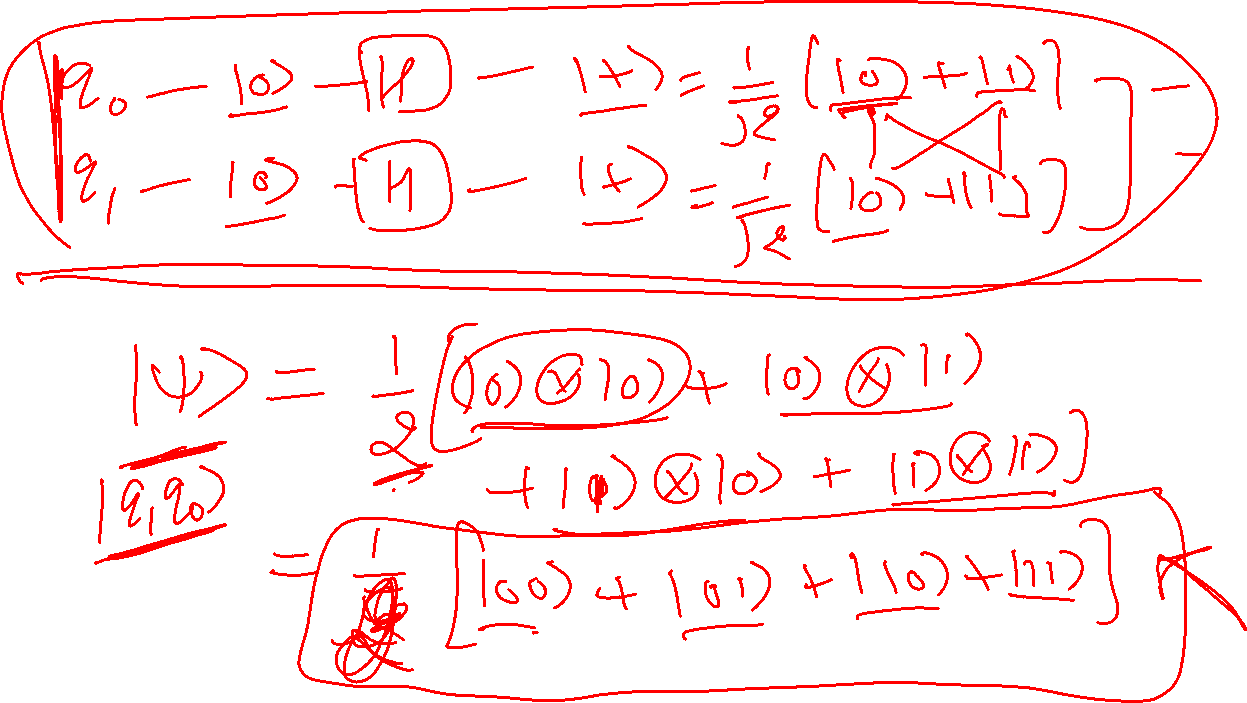 q₀ — |0⟩ — H — |+⟩ = 1/√2 [|0⟩ + |1⟩]
q₁ — |0⟩ — H — |+⟩ = 1/√2 [|0⟩ + |1⟩]
|ψ⟩ = 1/2 [|0⟩ ⊗ |0⟩ + |0⟩ ⊗ |1⟩
|q₁q₀⟩ + |1⟩ ⊗ |0⟩ + |1⟩ ⊗ |1⟩]
= 1/2 [|00⟩ + |01⟩ + |10⟩ + |11⟩]